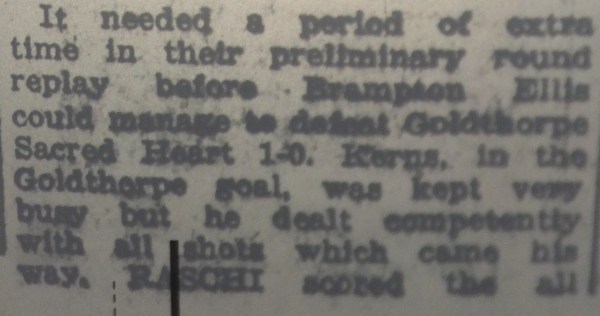 It needed a period of extra
time in their preliminary round
replay before Brampton Ellis
could manage to defeat Goldthorpe
Sacred Heart 1-0. Kerns, in the
Goldthorpe goal, was kept very
busy but he dealt competently
with all shots which came his
way. RASCHI scored the all